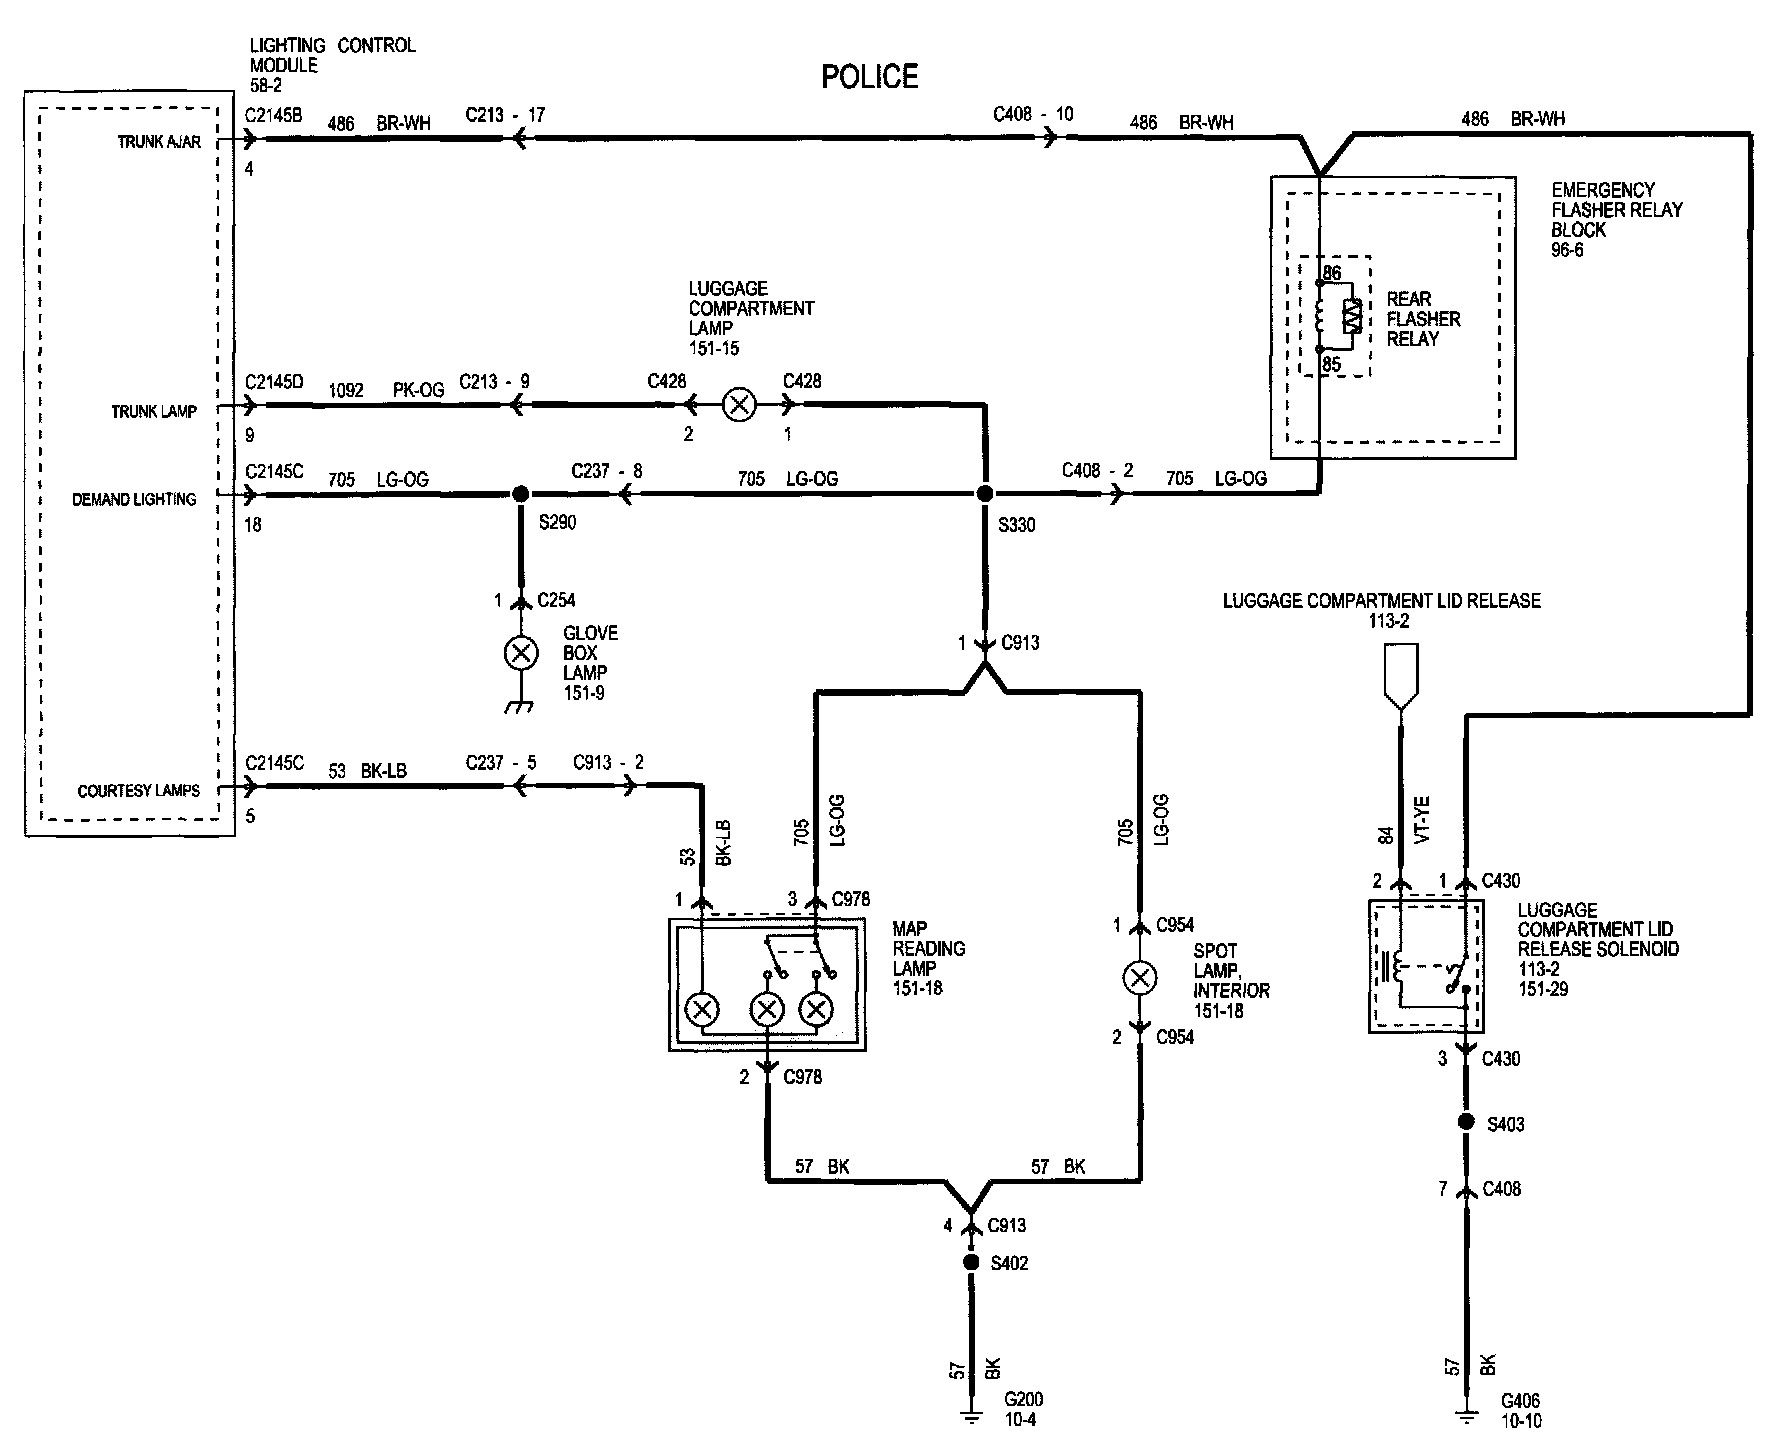 LIGHTING CONTROL
MODULE
58-2
POLICE
C2145B
486 BR-WH
C213 - 17
C408 - 10
486 BR-WH
486 BR-WH
TRUNK AJAR
4
EMERGENCY
FLASHER RELAY
BLOCK
96-6
86
REAR
FLASHER
RELAY
85
LUGGAGE
COMPARTMENT
LAMP
151-15
C2145D
1092 PK-OG
C213 - 9
C428
C428
TRUNK LAMP
9
2
1
C2145C
705 LG-OG
C237 - 8
705 LG-OG
C408 - 2
705 LG-OG
DEMAND LIGHTING
18
S290
S330
1
C254
GLOVE
BOX
LAMP
151-9
LUGGAGE COMPARTMENT LID RELEASE
113-2
1
C913
C2145C
53 BK-LB
C237 - 5
C913 - 2
COURTESY LAMPS
5
53
BK-LB
705
LG-OG
705
LG-OG
84
VT-YE
1
3
C978
2
1
C430
MAP
READING
LAMP
151-18
1
C954
SPOT
LAMP,
INTERIOR
151-18
LUGGAGE
COMPARTMENT LID
RELEASE SOLENOID
113-2
151-29
2
C954
2
C978
3
C430
S403
57 BK
57 BK
7
C408
4
C913
S402
57
BK
57
BK
G200
10-4
G406
10-10